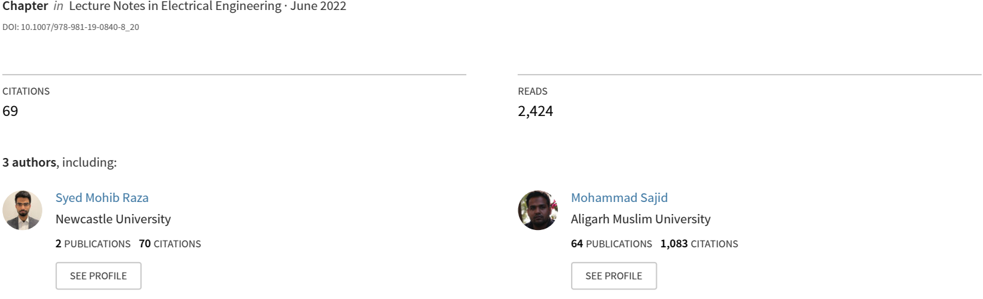 Chapter in Lecture Notes in Electrical Engineering · June 2022
DOI: 10.1007/978-981-19-0840-8_20
CITATIONS
69
READS
2,424
3 authors, including:
Syed Mohib Raza
Newcastle University
2 PUBLICATIONS 70 CITATIONS
SEE PROFILE
Mohammad Sajid
Aligarh Muslim University
64 PUBLICATIONS 1,083 CITATIONS
SEE PROFILE